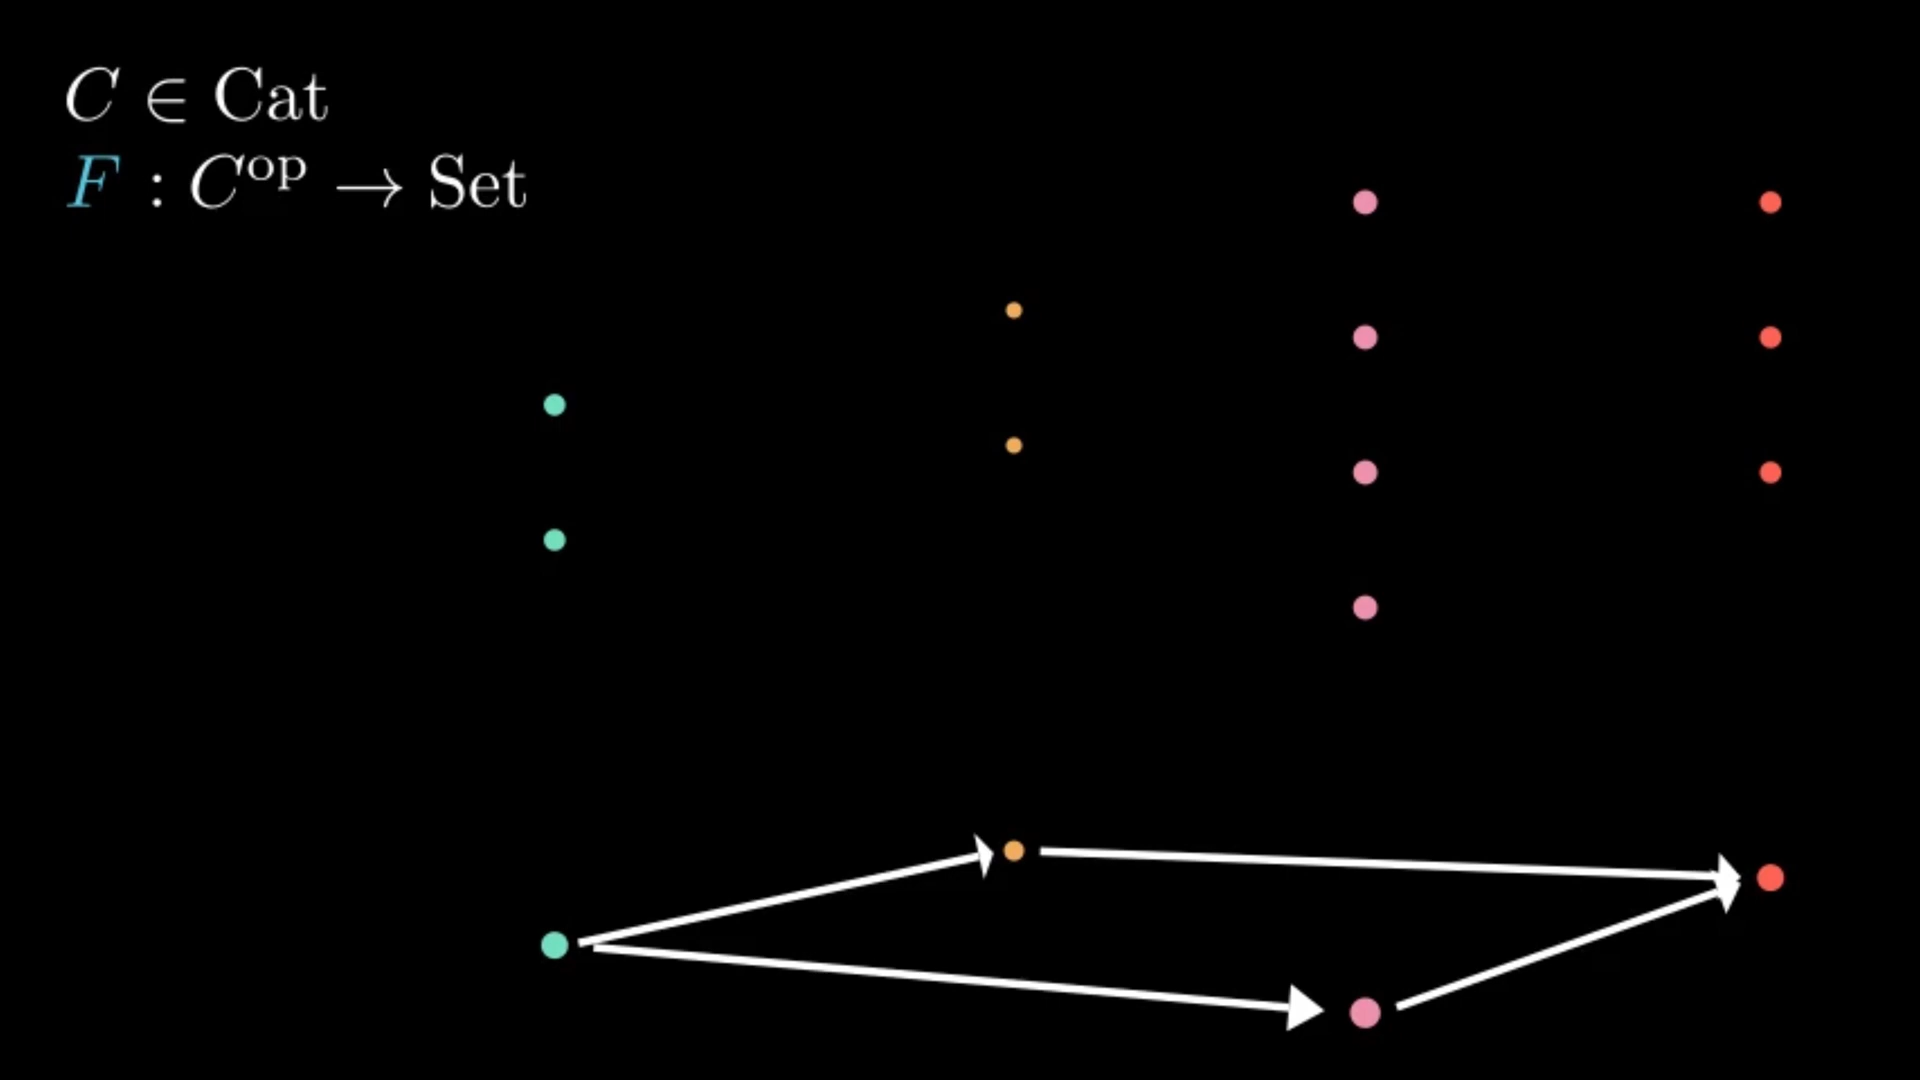 C ∈ Cat
F : C^op → Set